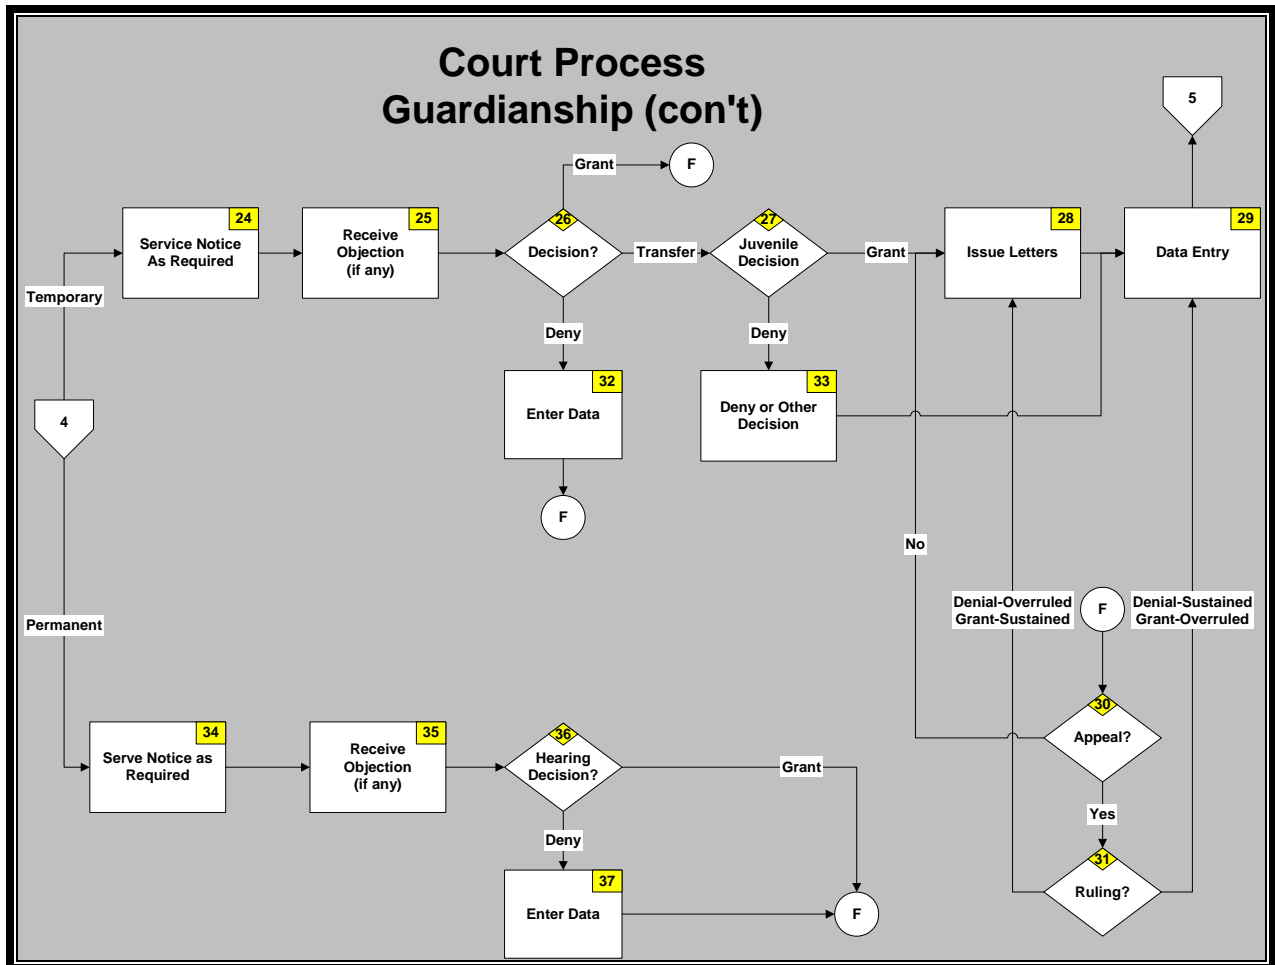 Court Process
Guardianship (con't)
5
Grant
F
24
Service Notice
As Required
25
Receive
Objection
(if any)
26
Decision?
Transfer
27
Juvenile
Decision
Grant
28
Issue Letters
29
Data Entry
Temporary
Deny
Deny
32
Enter Data
33
Deny or Other
Decision
4
F
No
Denial-Overruled
Grant-Sustained
F
Denial-Sustained
Grant-Overruled
Permanent
34
Serve Notice as
Required
35
Receive
Objection
(if any)
36
Hearing
Decision?
Grant
30
Appeal?
Yes
Deny
31
Ruling?
37
Enter Data
F